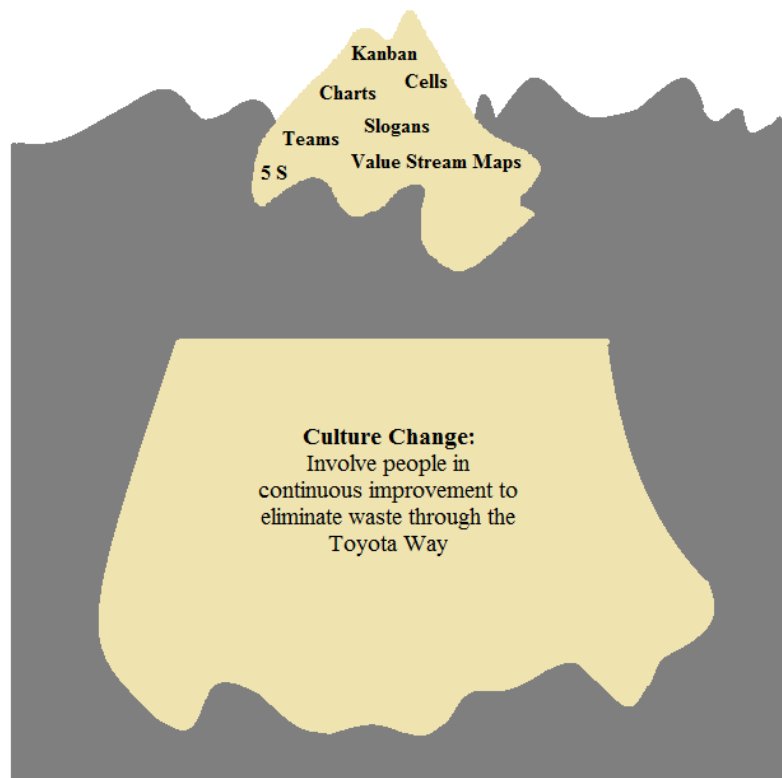 Kanban
Cells
Charts
Slogans
Teams
Value Stream Maps
5 S
Culture Change:
Involve people in
continuous improvement to
eliminate waste through the
Toyota Way